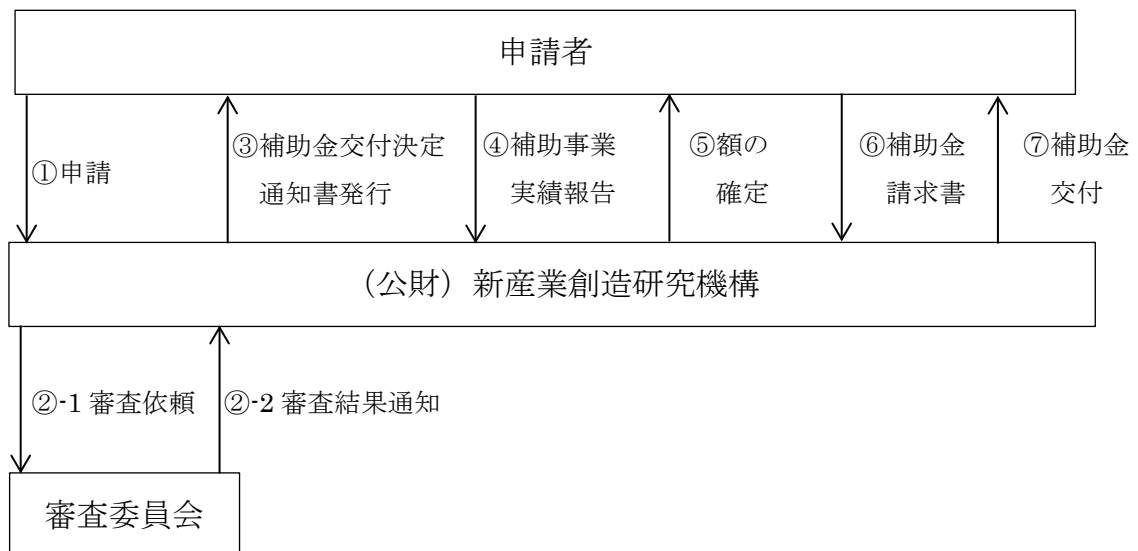 申請者
①申請
③補助金交付決定
通知書発行
④補助事業
実績報告
⑤額の
確定
⑥補助金
請求書
⑦補助金
交付
（公財）新産業創造研究機構
②-1 審査依頼
②-2 審査結果通知
審査委員会